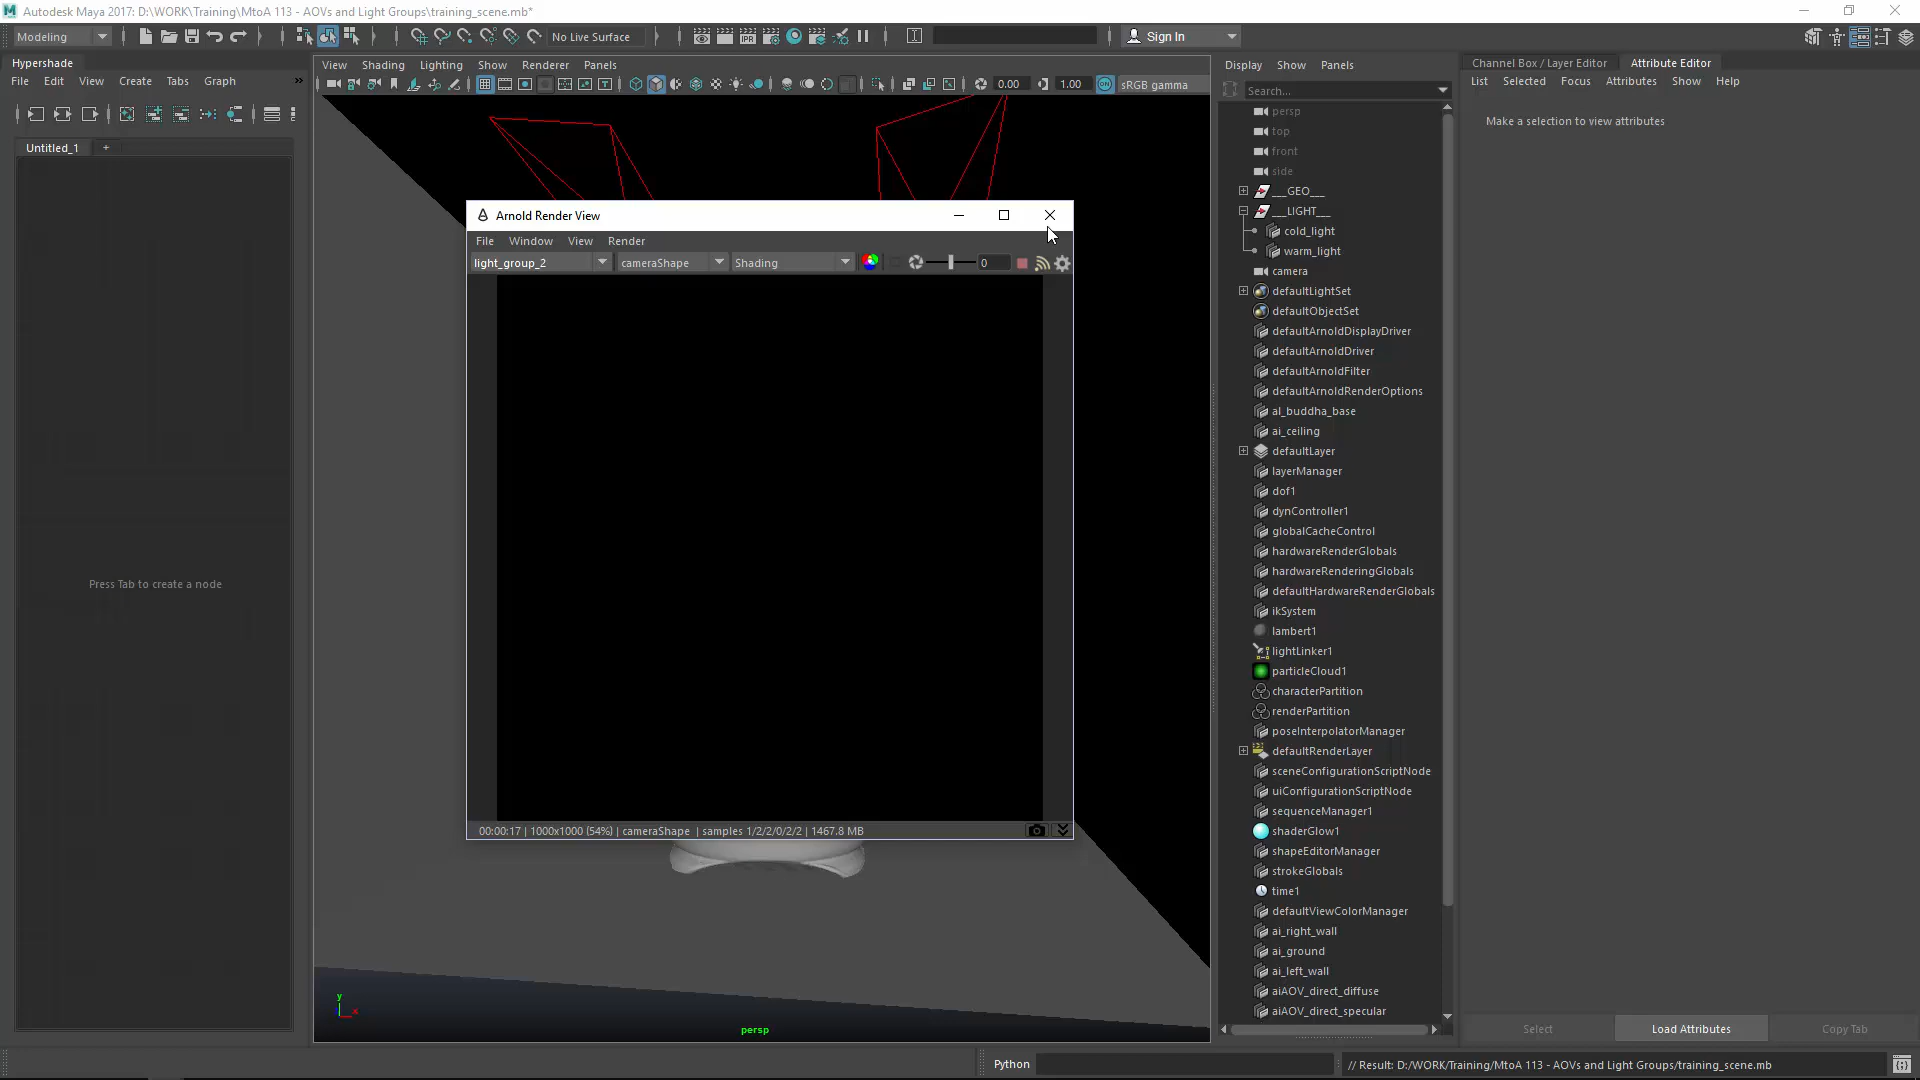 Autodesk Maya 2017: D:\WORK\Training\MtoA 113 - AOVs and Light Groups\training_scene.mb*
Modeling
No Live Surface
Sign In
Hypershade
File Edit View Create Tabs Graph
Untitled_1 +
Press Tab to create a node
View Shading Lighting Show Renderer Panels
0.00 1.00 ON sRGB gamma
Arnold Render View
File Window View Render
light_group_2 cameraShape Shading 0
00:00:17 | 1000x1000 (54%) | cameraShape | samples 1/2/2/0/2/2 | 1467.8 MB
y
x
persp
Display Show Panels
Search...
persp
top
front
side
___GEO___
___LIGHT___
cold_light
warm_light
camera
defaultLightSet
defaultObjectSet
defaultArnoldDisplayDriver
defaultArnoldDriver
defaultArnoldFilter
defaultArnoldRenderOptions
aI_buddha_base
ai_ceiling
defaultLayer
layerManager
dof1
dynController1
globalCacheControl
hardwareRenderGlobals
hardwareRenderingGlobals
defaultHardwareRenderGlobals
ikSystem
lambert1
lightLinker1
particleCloud1
characterPartition
renderPartition
poseInterpolatorManager
defaultRenderLayer
sceneConfigurationScriptNode
uiConfigurationScriptNode
sequenceManager1
shaderGlow1
shapeEditorManager
strokeGlobals
time1
defaultViewColorManager
ai_right_wall
ai_ground
ai_left_wall
aiAOV_direct_diffuse
aiAOV_direct_specular
Channel Box / Layer Editor Attribute Editor
List Selected Focus Attributes Show Help
Make a selection to view attributes
Select Load Attributes Copy Tab
Python
// Result: D:/WORK/Training/MtoA 113 - AOVs and Light Groups/training_scene.mb